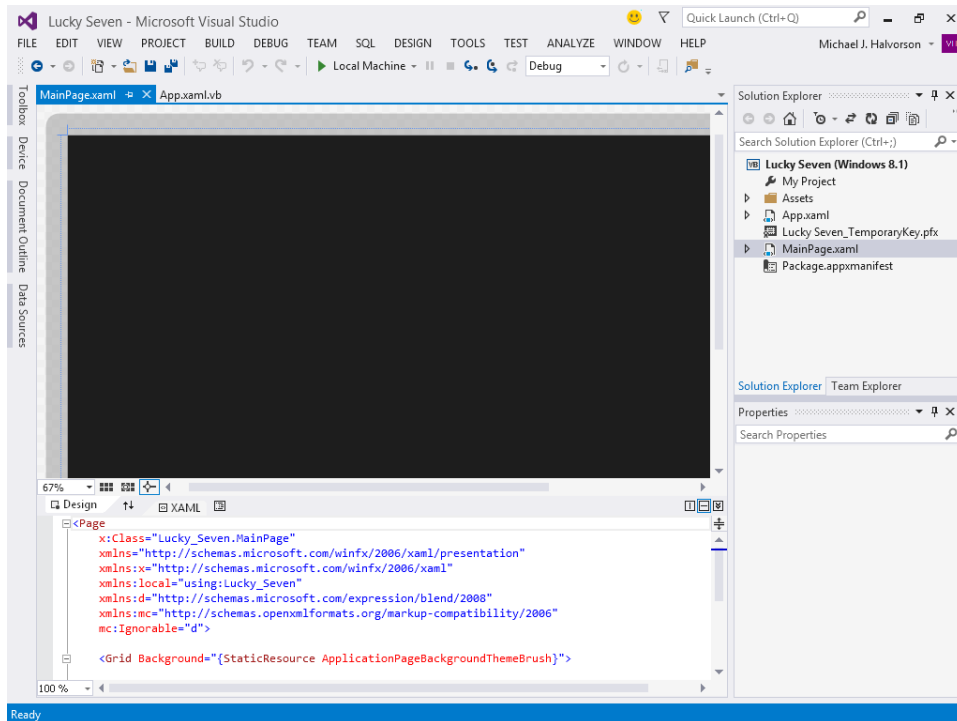 Lucky Seven - Microsoft Visual Studio
Quick Launch (Ctrl+Q)
FILE EDIT VIEW PROJECT BUILD DEBUG TEAM SQL DESIGN TOOLS TEST ANALYZE WINDOW HELP
Michael J. Halvorson
Local Machine
Debug
Toolbox
Device
Document Outline
Data Sources
MainPage.xaml
App.xaml.vb
67%
Design
XAML
<Page
x:Class="Lucky_Seven.MainPage"
xmlns="http://schemas.microsoft.com/winfx/2006/xaml/presentation"
xmlns:x="http://schemas.microsoft.com/winfx/2006/xaml"
xmlns:local="using:Lucky_Seven"
xmlns:d="http://schemas.microsoft.com/expression/blend/2008"
xmlns:mc="http://schemas.openxmlformats.org/markup-compatibility/2006"
mc:Ignorable="d">
<Grid Background="{StaticResource ApplicationPageBackgroundThemeBrush}">
100 %
Solution Explorer
Search Solution Explorer (Ctrl+;)
VB Lucky Seven (Windows 8.1)
My Project
Assets
App.xaml
Lucky Seven_TemporaryKey.pfx
MainPage.xaml
Package.appxmanifest
Solution Explorer Team Explorer
Properties
Search Properties
Ready